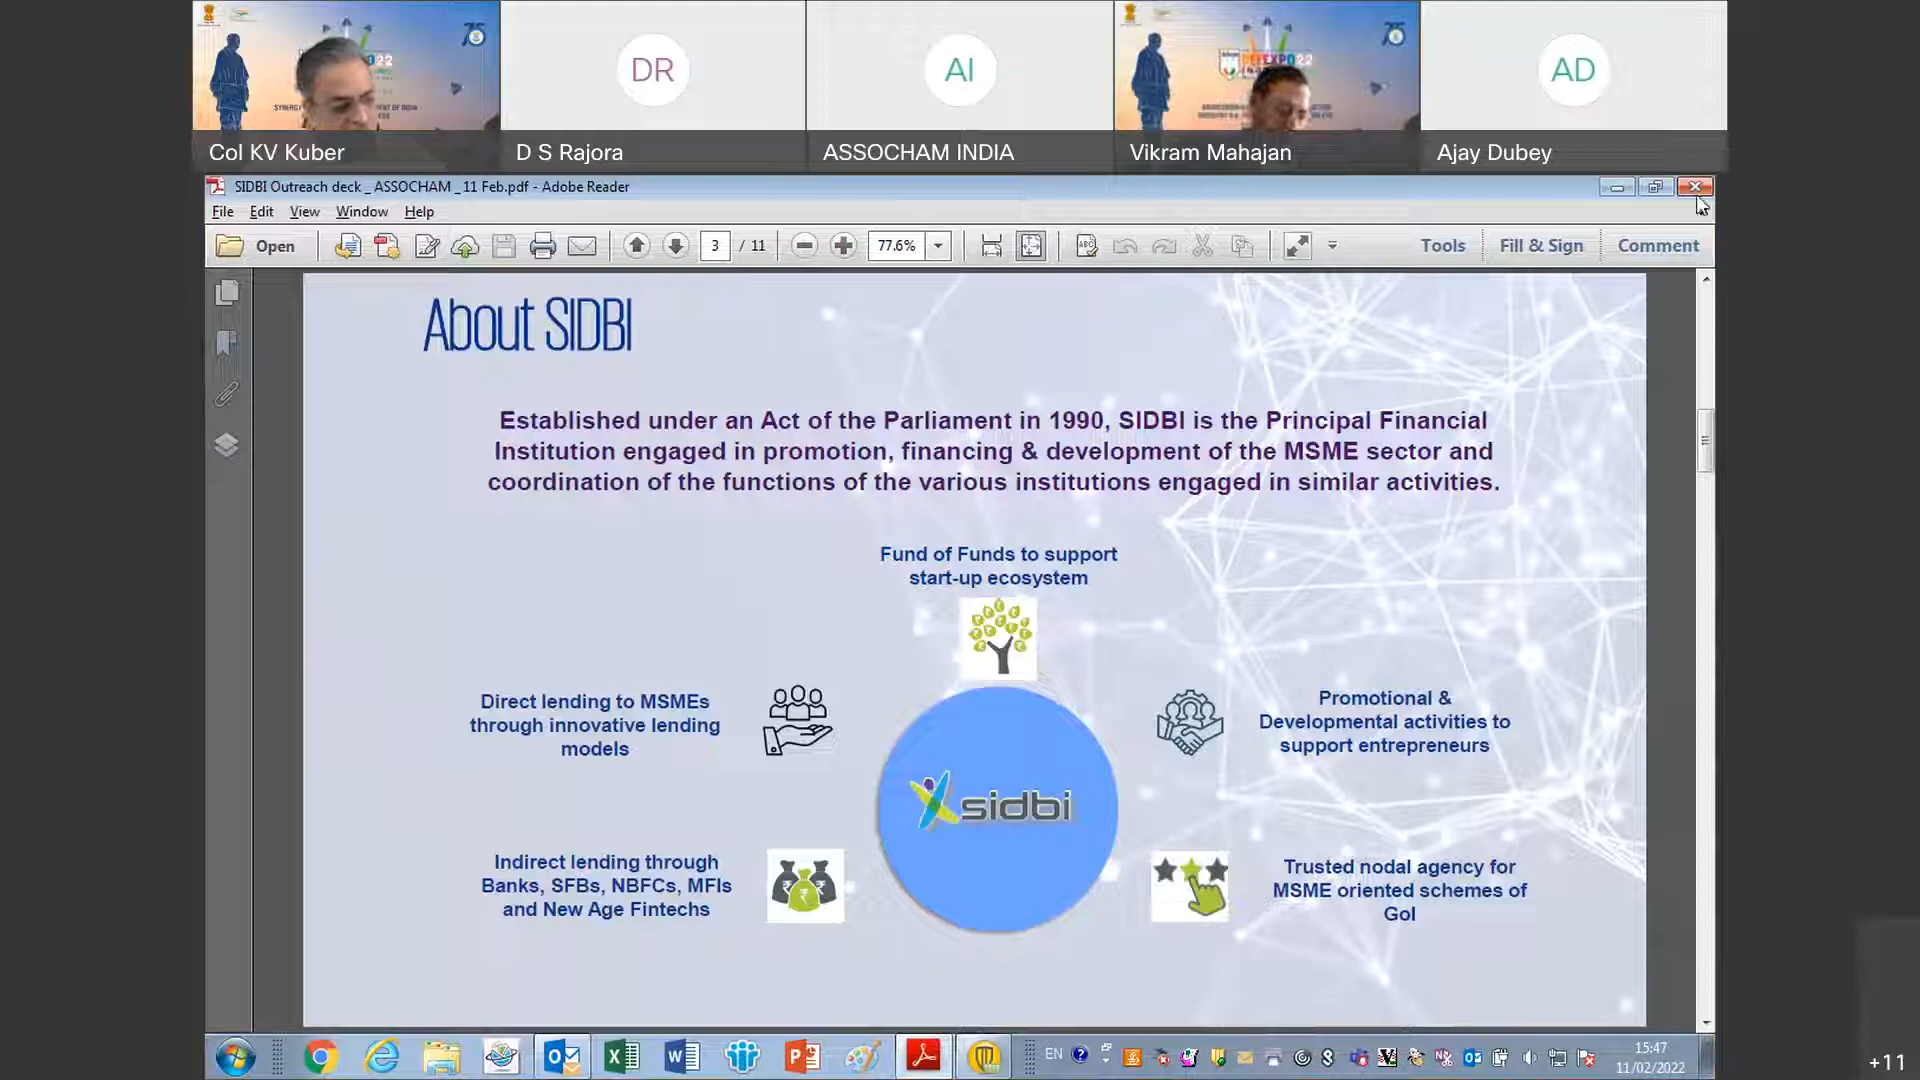 75
22
DEFEXPO22
DR
AI
AD
Col KV Kuber
D S Rajora
ASSOCHAM INDIA
Vikram Mahajan
Ajay Dubey
SIDBI Outreach deck _ ASSOCHAM _11 Feb.pdf - Adobe Reader
File Edit View Window Help
Open
3 / 11
77.6%
Tools
Fill & Sign
Comment
About SIDBI
Established under an Act of the Parliament in 1990, SIDBI is the Principal Financial
Institution engaged in promotion, financing & development of the MSME sector and
coordination of the functions of the various institutions engaged in similar activities.
Fund of Funds to support
start-up ecosystem
Direct lending to MSMEs
through innovative lending
models
Promotional &
Developmental activities to
support entrepreneurs
sidbi
Indirect lending through
Banks, SFBs, NBFCs, MFIs
and New Age Fintechs
Trusted nodal agency for
MSME oriented schemes of
GoI
EN
15:47
11/02/2022
+11